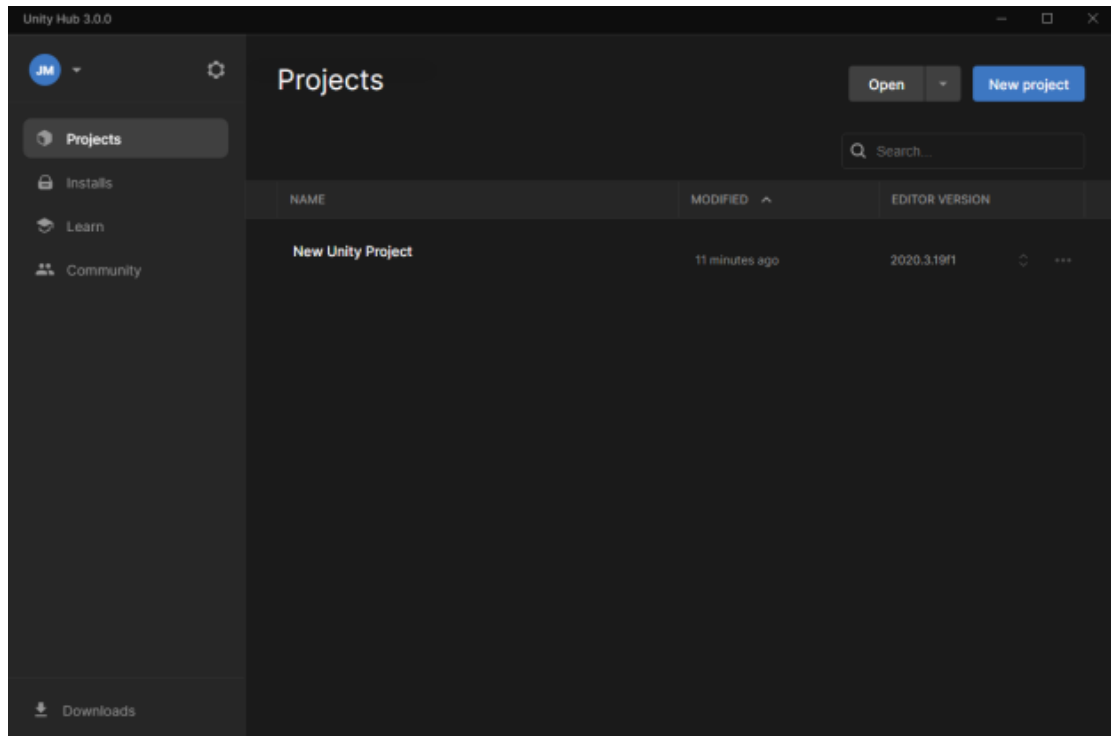 Unity Hub 3.0.0
JM
Projects
Open
New project
Projects
Search...
Installs
NAME
MODIFIED
EDITOR VERSION
Learn
New Unity Project
11 minutes ago
2020.3.19f1
Community
Downloads